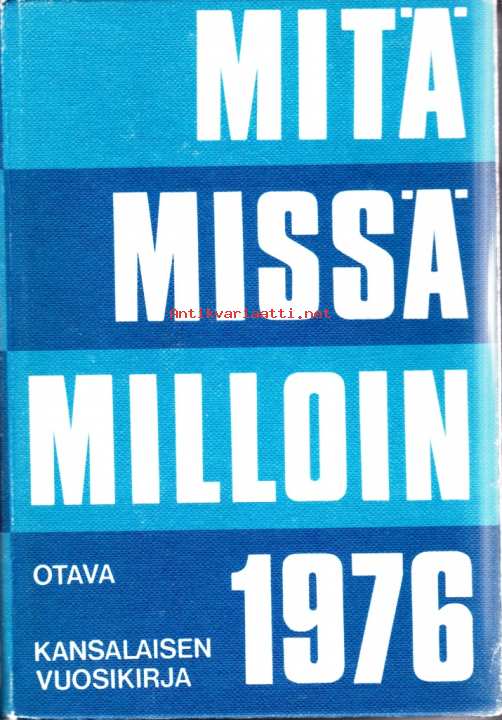 MITÄ
MISSÄ
Antikvariaatti.net
MILLOIN
OTAVA
1976
KANSALAISEN
VUOSIKIRJA